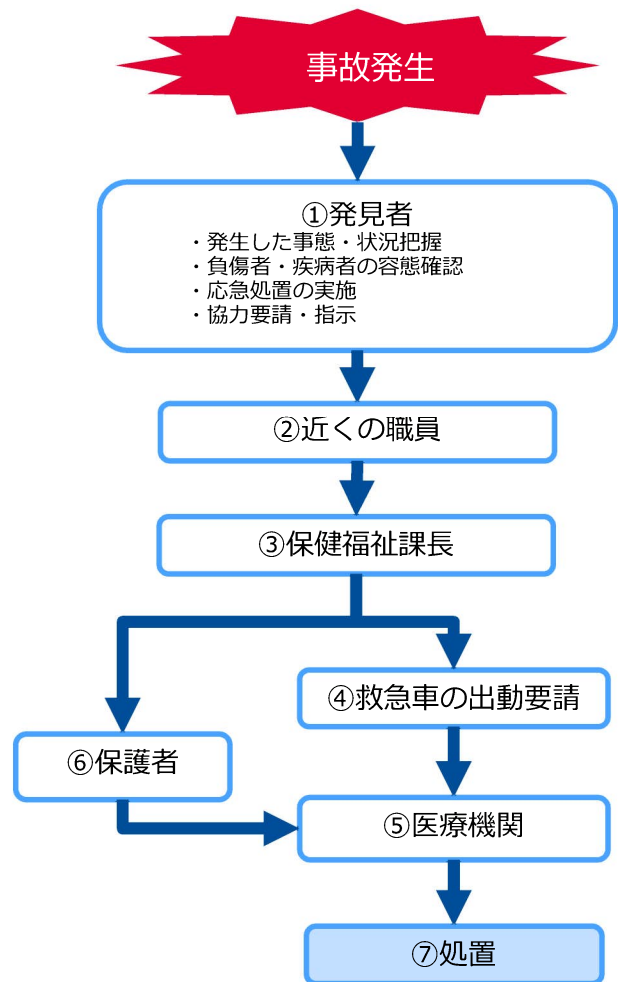 事故発生
①発見者
・発生した事態・状況把握
・負傷者・疾病者の容態確認
・応急処置の実施
・協力要請・指示
②近くの職員
③保健福祉課長
④救急車の出動要請
⑥保護者
⑤医療機関
⑦処置